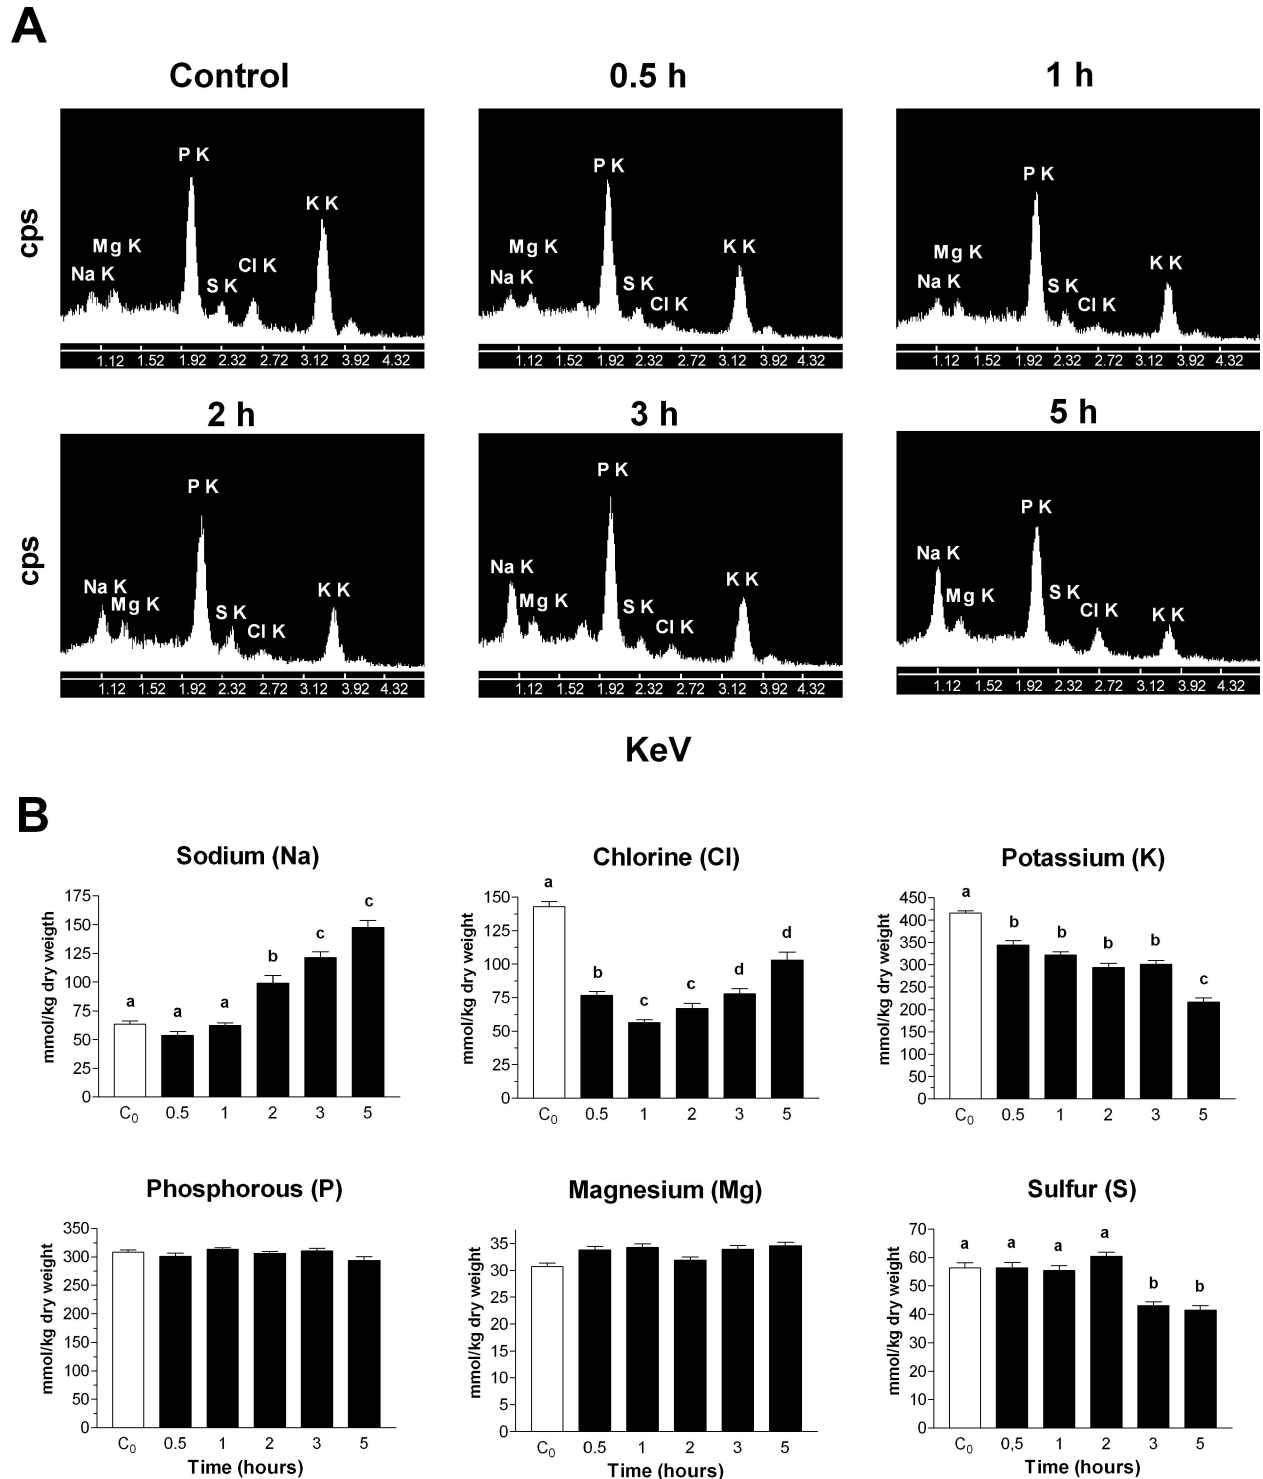 A
Control
0.5 h
1 h
cps
P K
K K
Mg K
Na K
Cl K
S K
1.12 1.52 1.92 2.32 2.72 3.12 3.92 4.32
P K
Mg K
K K
Na K
S K
Cl K
1.12 1.52 1.92 2.32 2.72 3.12 3.92 4.32
P K
Mg K
K K
Na K
S K
Cl K
1.12 1.52 1.92 2.32 2.72 3.12 3.92 4.32
2 h
3 h
5 h
cps
P K
Na K
K K
Mg K
S K
Cl K
1.12 1.52 1.92 2.32 2.72 3.12 3.92 4.32
P K
Na K
K K
Mg K
S K
Cl K
1.12 1.52 1.92 2.32 2.72 3.12 3.92 4.32
P K
Na K
Mg K
S K
Cl K
K K
1.12 1.52 1.92 2.32 2.72 3.12 3.92 4.32
KeV
B
Sodium (Na)
mmol/kg dry weigth
175
150
125
100
75
50
25
0
a a a b c c
C0 0.5 1 2 3 5
Chlorine (Cl)
mmol/kg dry weight
150
125
100
75
50
25
0
a b c c d d
C0 0.5 1 2 3 5
Potassium (K)
mmol/kg dry weight
450
400
350
300
250
200
150
100
50
0
a b b b b c
C0 0.5 1 2 3 5
Phosphorous (P)
mmol/kg dry weight
350
300
250
200
150
100
50
0
C0 0.5 1 2 3 5
Time (hours)
Magnesium (Mg)
mmol/kg dry weight
35
30
25
20
15
10
5
0
C0 0.5 1 2 3 5
Time (hours)
Sulfur (S)
mmol/kg dry weight
70
60
50
40
30
20
10
0
a a a a b b
C0 0,5 1 2 3 5
Time (hours)